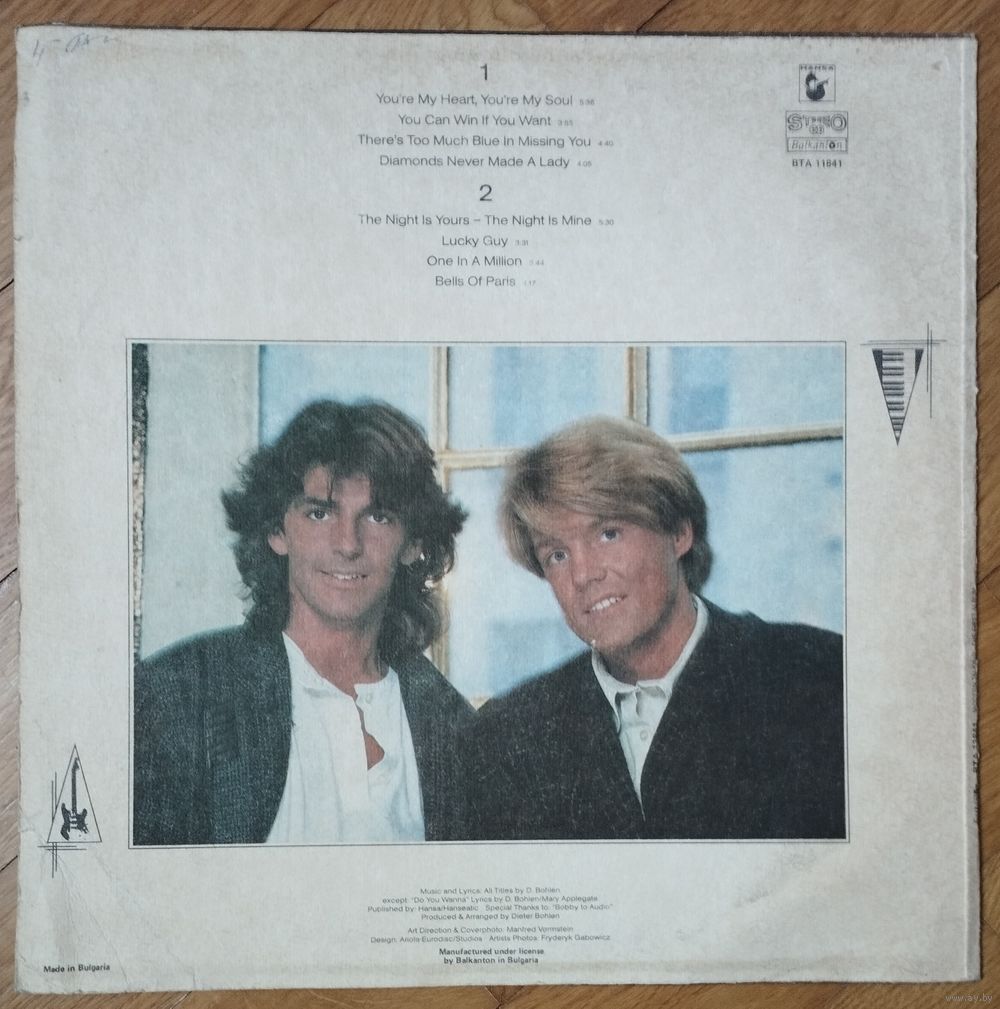 1
You're My Heart, You're My Soul 5:36
You Can Win If You Want 3:53
There's Too Much Blue In Missing You 4:40
Diamonds Never Made A Lady 4:05
2
The Night Is Yours – The Night Is Mine 5:30
Lucky Guy 3:31
One In A Million
Bells Of Paris
HANSA
STEREO
Balkanton
BTA 11841
Music and Lyrics: All Titles by D. Bohlen
except: "Do You Wanna" Lyrics by D. Bohlen/Mary Applegate
Published by: Hansa/Hanseatic Special Thanks to: "Bobby to Audio"
Produced & Arranged by Dieter Bohlen
Art Direction & Coverphoto: Manfred Vormstein
Design: Ariola-Eurodisc/Studios Artists Photos: Fryderyk Gabowicz
Manufactured under license
by Balkanton in Bulgaria
Made in Bulgaria
www.ay.by